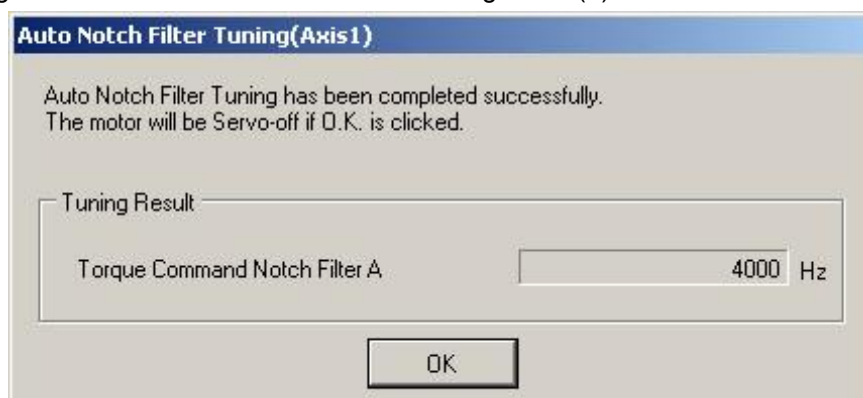 Auto Notch Filter Tuning(Axis1)
Auto Notch Filter Tuning has been completed successfully.
The motor will be Servo-off if O.K. is clicked.
Tuning Result
Torque Command Notch Filter A 4000 Hz
OK